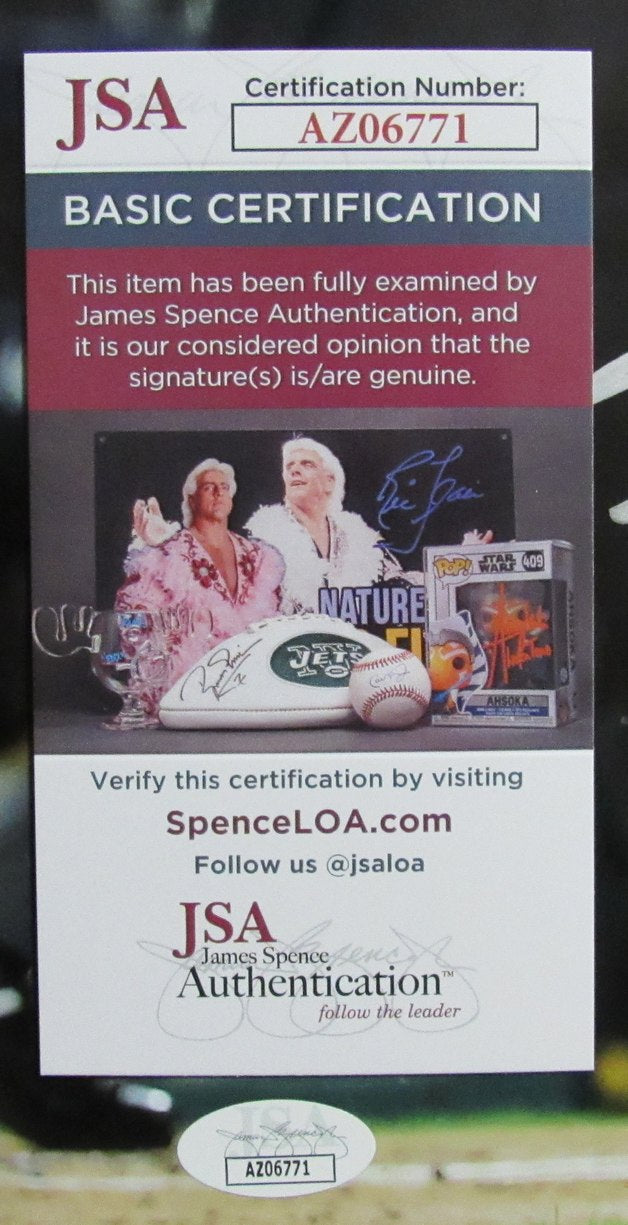 JSA
Certification Number:
AZ06771
BASIC CERTIFICATION
This item has been fully examined by
James Spence Authentication, and
it is our considered opinion that the
signature(s) is/are genuine.
NATURE
JETS
POP!
STAR
WARS
409
AHSOKA
Verify this certification by visiting
SpenceLOA.com
Follow us @jsaloa
JSA
James Spence
Authentication™
follow the leader
JSA
AZ06771